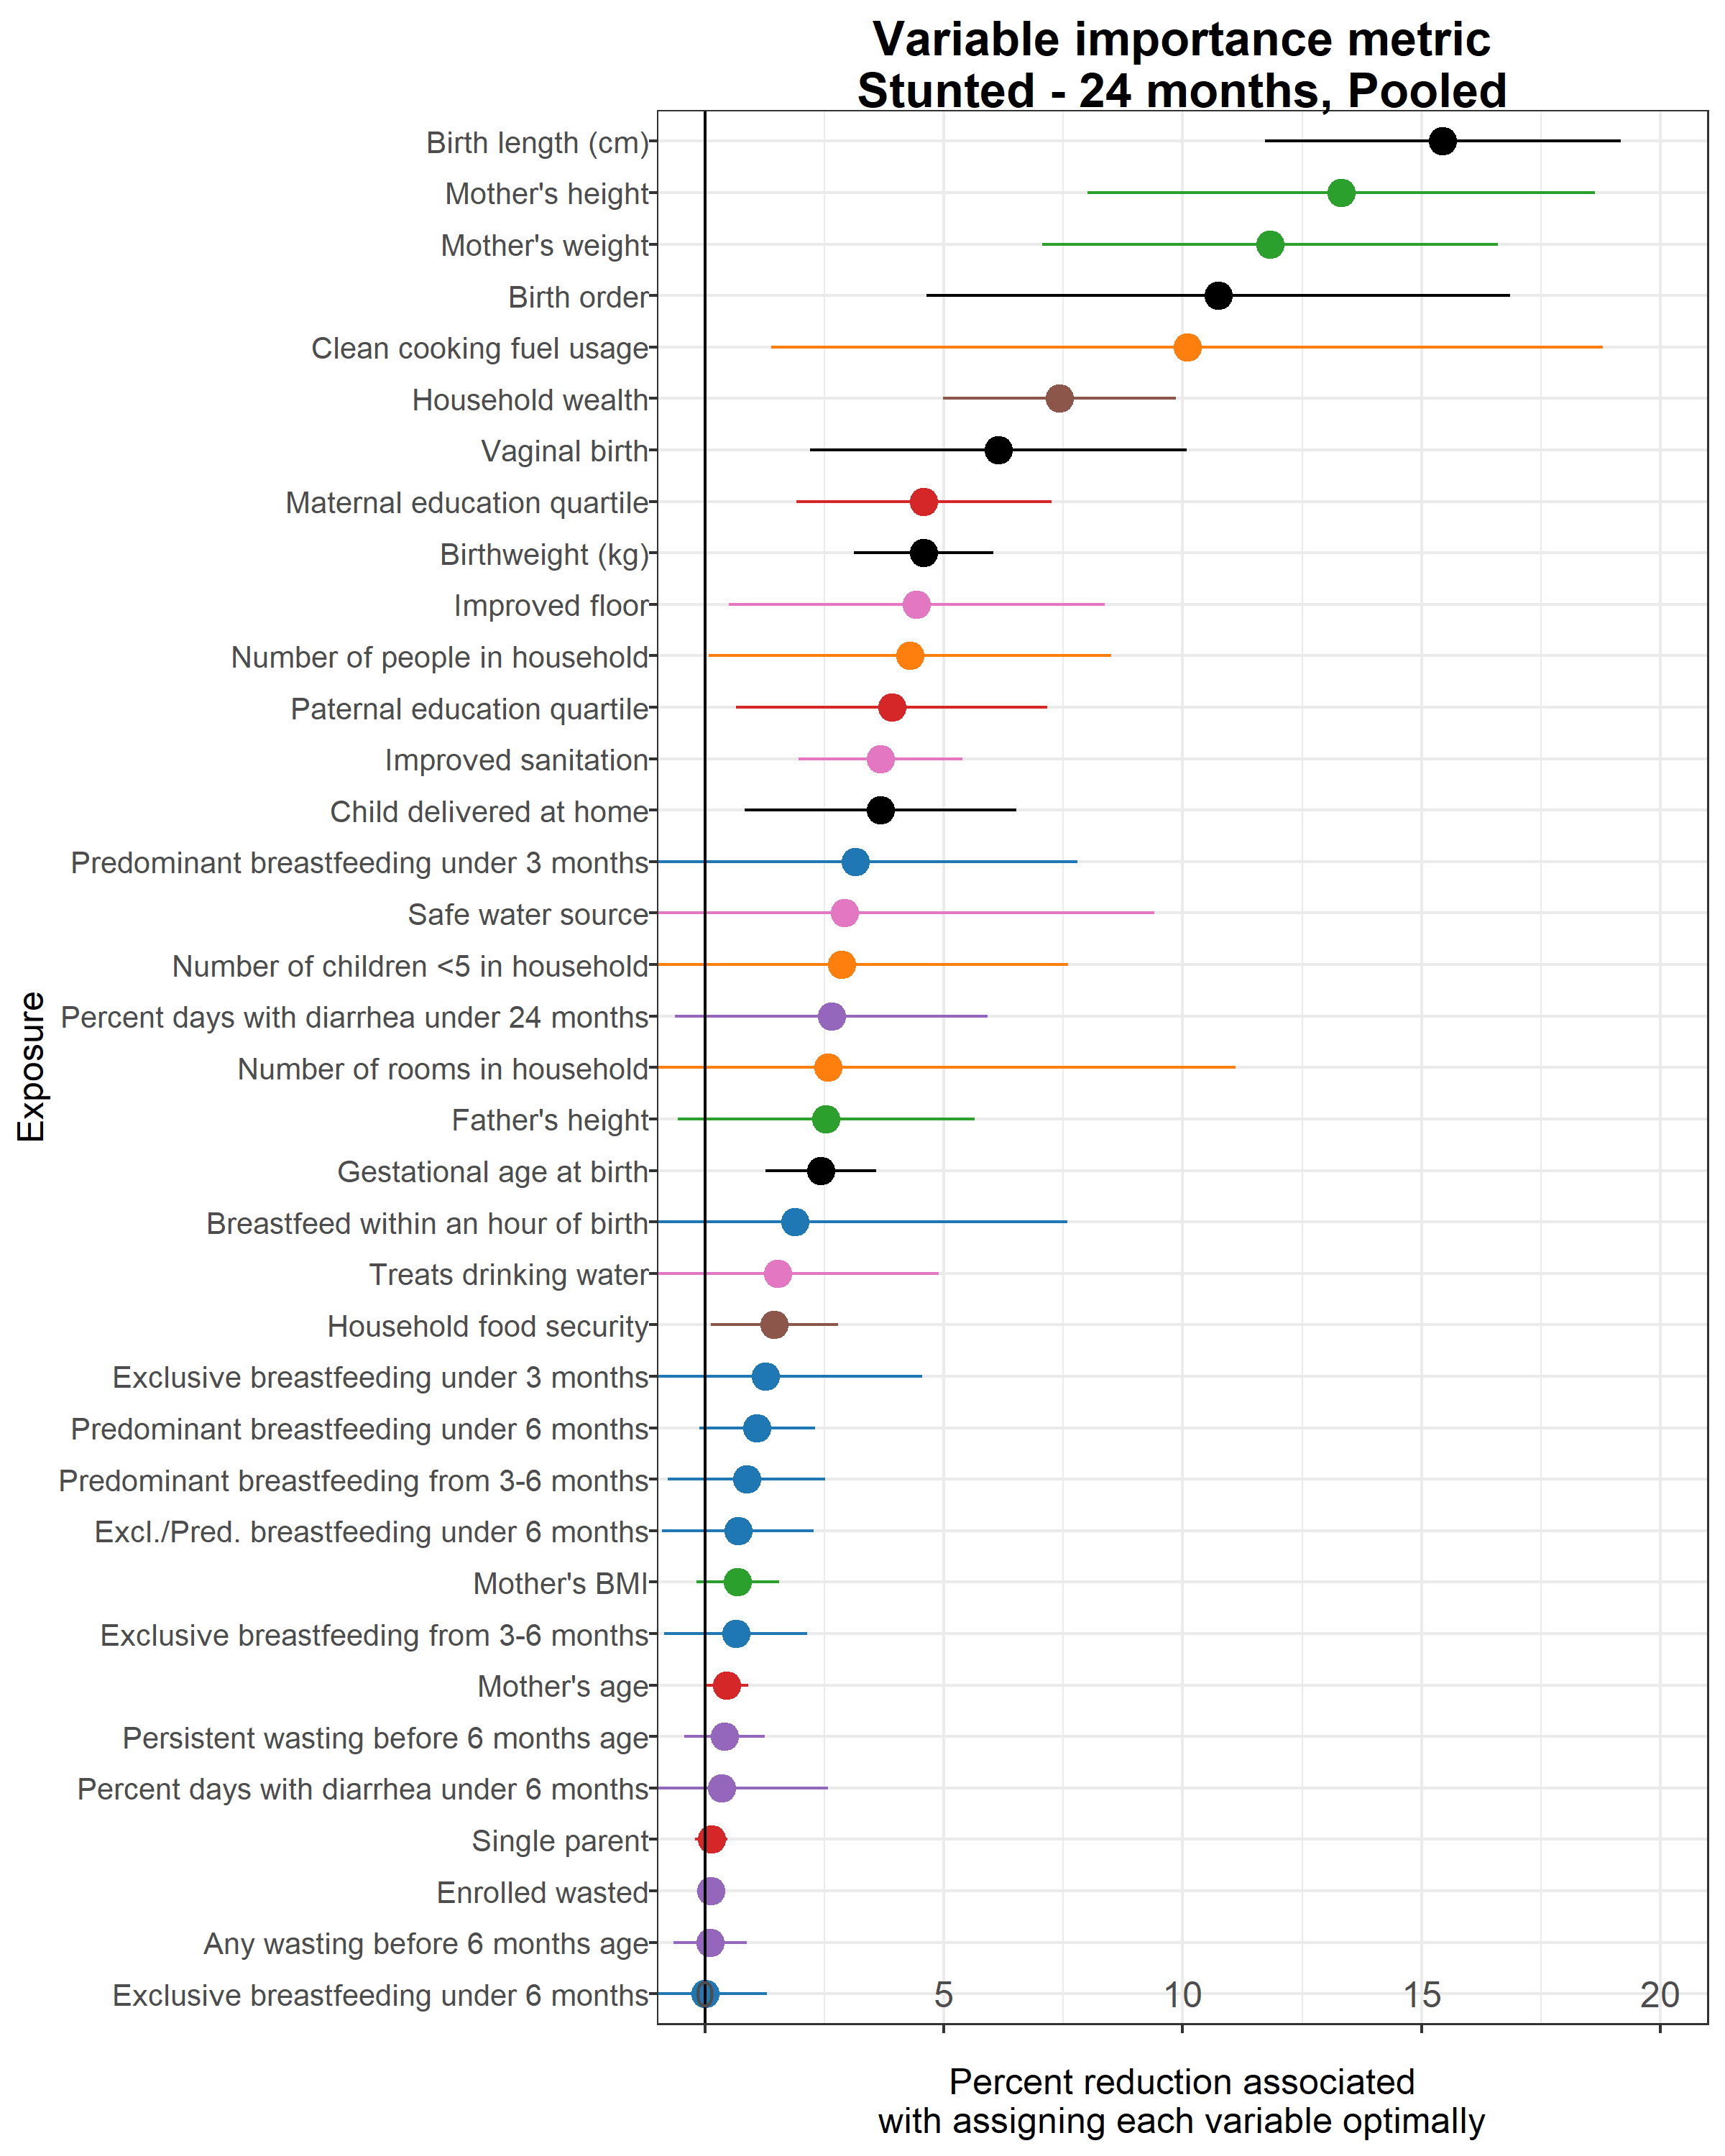 Variable importance metric
Stunted - 24 months, Pooled
Birth length (cm)
Mother's height
Mother's weight
Birth order
Clean cooking fuel usage
Household wealth
Vaginal birth
Maternal education quartile
Birthweight (kg)
Improved floor
Number of people in household
Paternal education quartile
Improved sanitation
Child delivered at home
Predominant breastfeeding under 3 months
Safe water source
Number of children <5 in household
Percent days with diarrhea under 24 months
Number of rooms in household
Father's height
Gestational age at birth
Breastfeed within an hour of birth
Treats drinking water
Household food security
Exclusive breastfeeding under 3 months
Predominant breastfeeding under 6 months
Predominant breastfeeding from 3-6 months
Excl./Pred. breastfeeding under 6 months
Mother's BMI
Exclusive breastfeeding from 3-6 months
Mother's age
Persistent wasting before 6 months age
Percent days with diarrhea under 6 months
Single parent
Enrolled wasted
Any wasting before 6 months age
Exclusive breastfeeding under 6 months
Exposure
0 5 10 15 20
Percent reduction associated
with assigning each variable optimally